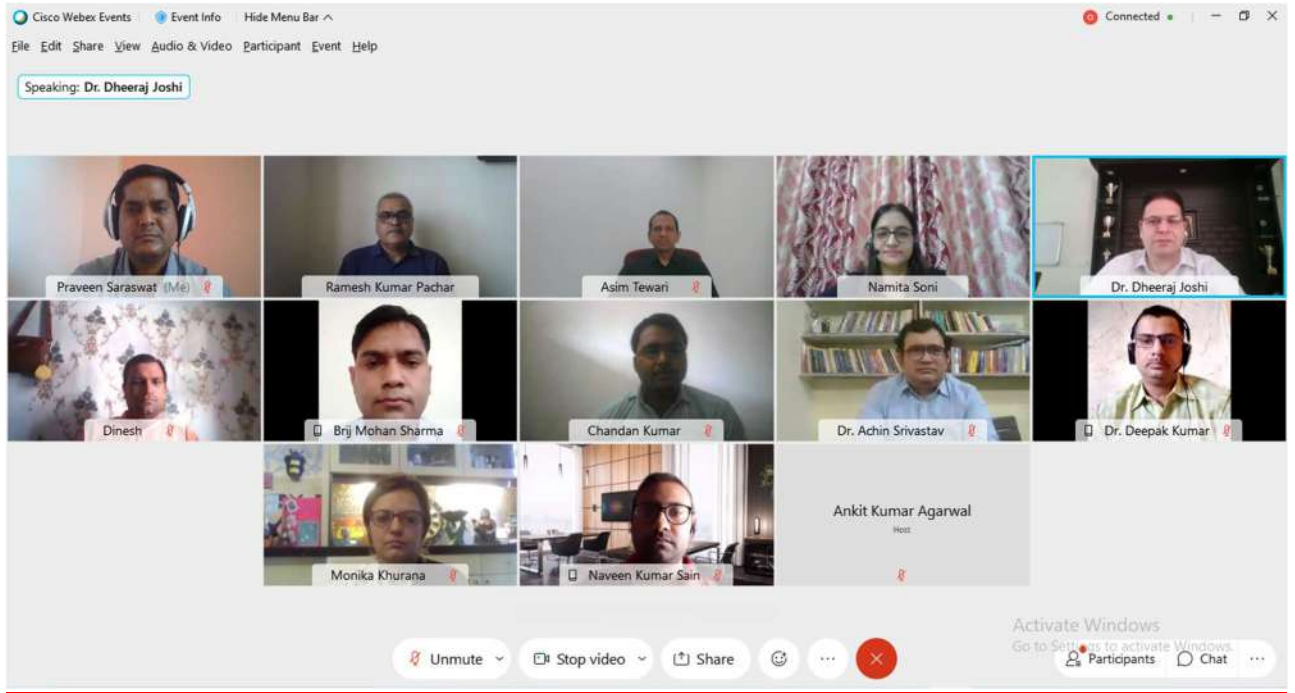 Cisco Webex Events Event Info Hide Menu Bar Connected
File Edit Share View Audio & Video Participant Event Help
Speaking: Dr. Dheeraj Joshi
Praveen Saraswat (Me)
Ramesh Kumar Pachar
Asim Tewari
Namita Soni
Dr. Dheeraj Joshi
Dinesh
Brij Mohan Sharma
Chandan Kumar
Dr. Achin Srivastav
Dr. Deepak Kumar
Monika Khurana
Naveen Kumar Sain
Ankit Kumar Agarwal
Host
Activate Windows
Go to Settings to activate Windows.
Unmute Stop video Share Participants Chat